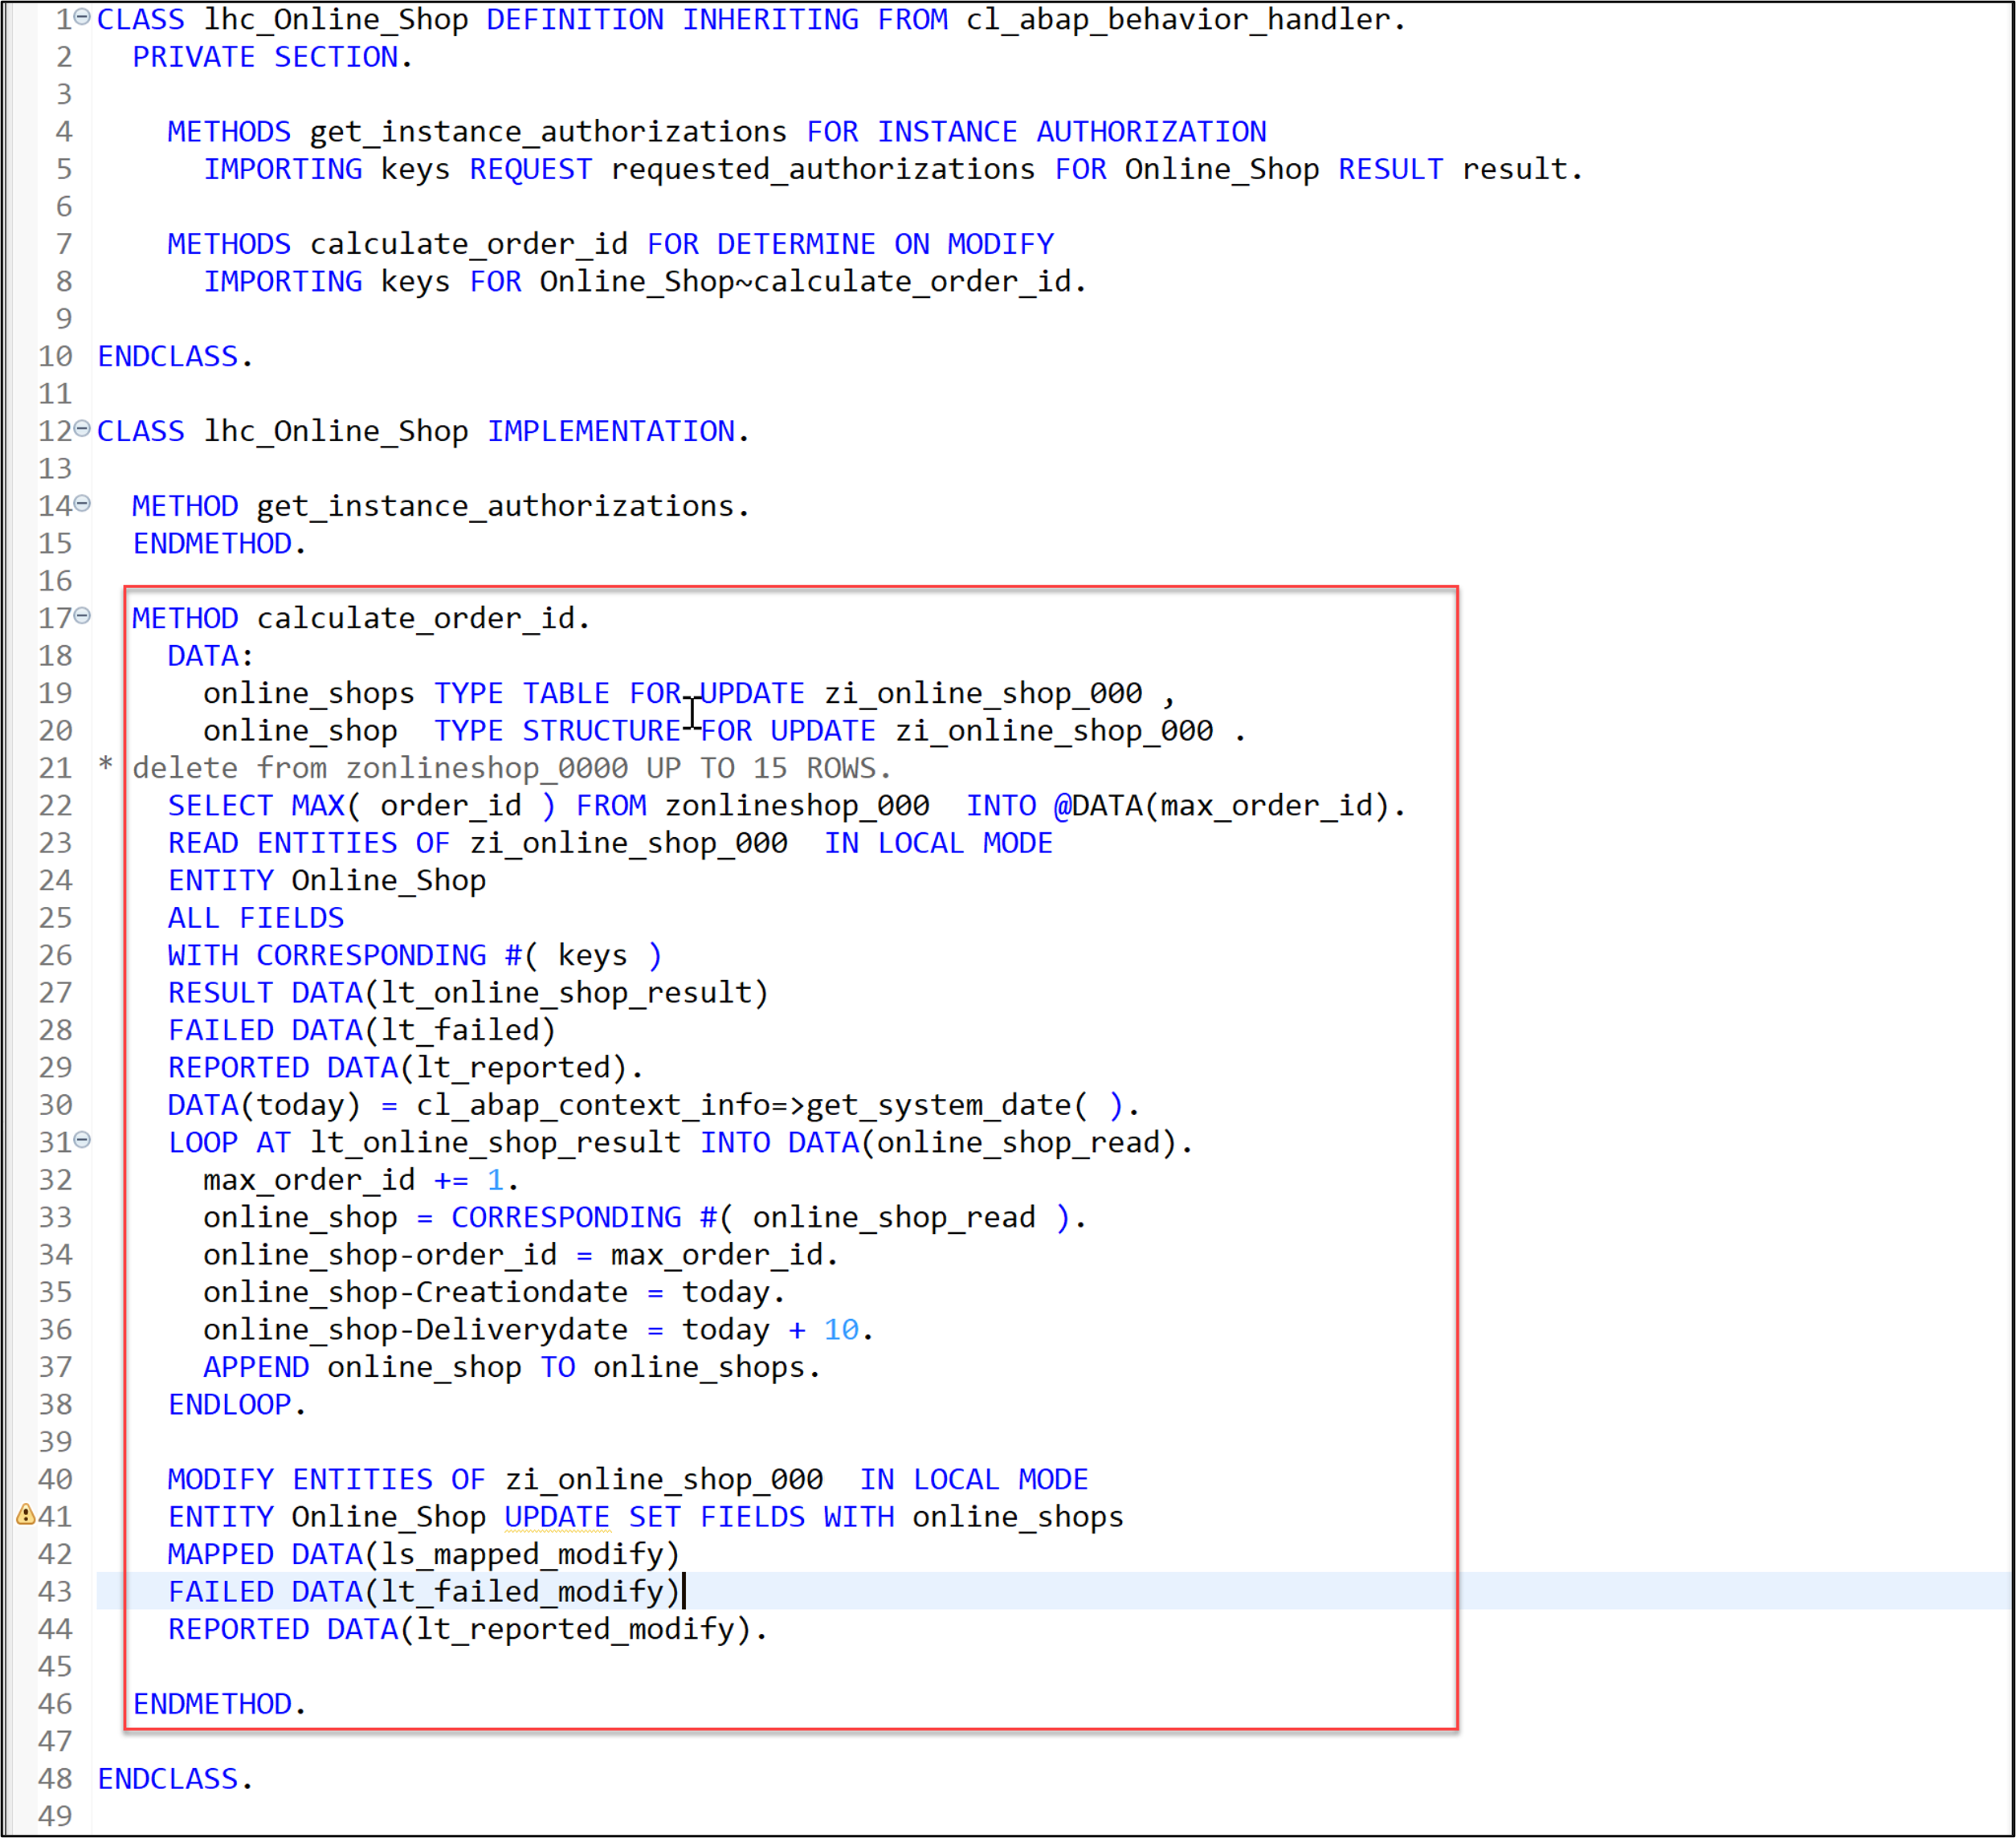 1 CLASS lhc_Online_Shop DEFINITION INHERITING FROM cl_abap_behavior_handler.
2   PRIVATE SECTION.
3
4     METHODS get_instance_authorizations FOR INSTANCE AUTHORIZATION
5       IMPORTING keys REQUEST requested_authorizations FOR Online_Shop RESULT result.
6
7     METHODS calculate_order_id FOR DETERMINE ON MODIFY
8       IMPORTING keys FOR Online_Shop~calculate_order_id.
9
10 ENDCLASS.
11
12 CLASS lhc_Online_Shop IMPLEMENTATION.
13
14   METHOD get_instance_authorizations.
15   ENDMETHOD.
16
17   METHOD calculate_order_id.
18     DATA:
19       online_shops TYPE TABLE FOR UPDATE zi_online_shop_000 ,
20       online_shop  TYPE STRUCTURE FOR UPDATE zi_online_shop_000 .
21 * delete from zonlineshop_0000 UP TO 15 ROWS.
22     SELECT MAX( order_id ) FROM zonlineshop_000  INTO @DATA(max_order_id).
23     READ ENTITIES OF zi_online_shop_000  IN LOCAL MODE
24     ENTITY Online_Shop
25     ALL FIELDS
26     WITH CORRESPONDING #( keys )
27     RESULT DATA(lt_online_shop_result)
28     FAILED DATA(lt_failed)
29     REPORTED DATA(lt_reported).
30     DATA(today) = cl_abap_context_info=>get_system_date( ).
31     LOOP AT lt_online_shop_result INTO DATA(online_shop_read).
32       max_order_id += 1.
33       online_shop = CORRESPONDING #( online_shop_read ).
34       online_shop-order_id = max_order_id.
35       online_shop-Creationdate = today.
36       online_shop-Deliverydate = today + 10.
37       APPEND online_shop TO online_shops.
38     ENDLOOP.
39
40     MODIFY ENTITIES OF zi_online_shop_000  IN LOCAL MODE
41     ENTITY Online_Shop UPDATE SET FIELDS WITH online_shops
42     MAPPED DATA(ls_mapped_modify)
43     FAILED DATA(lt_failed_modify)
44     REPORTED DATA(lt_reported_modify).
45
46   ENDMETHOD.
47
48 ENDCLASS.
49